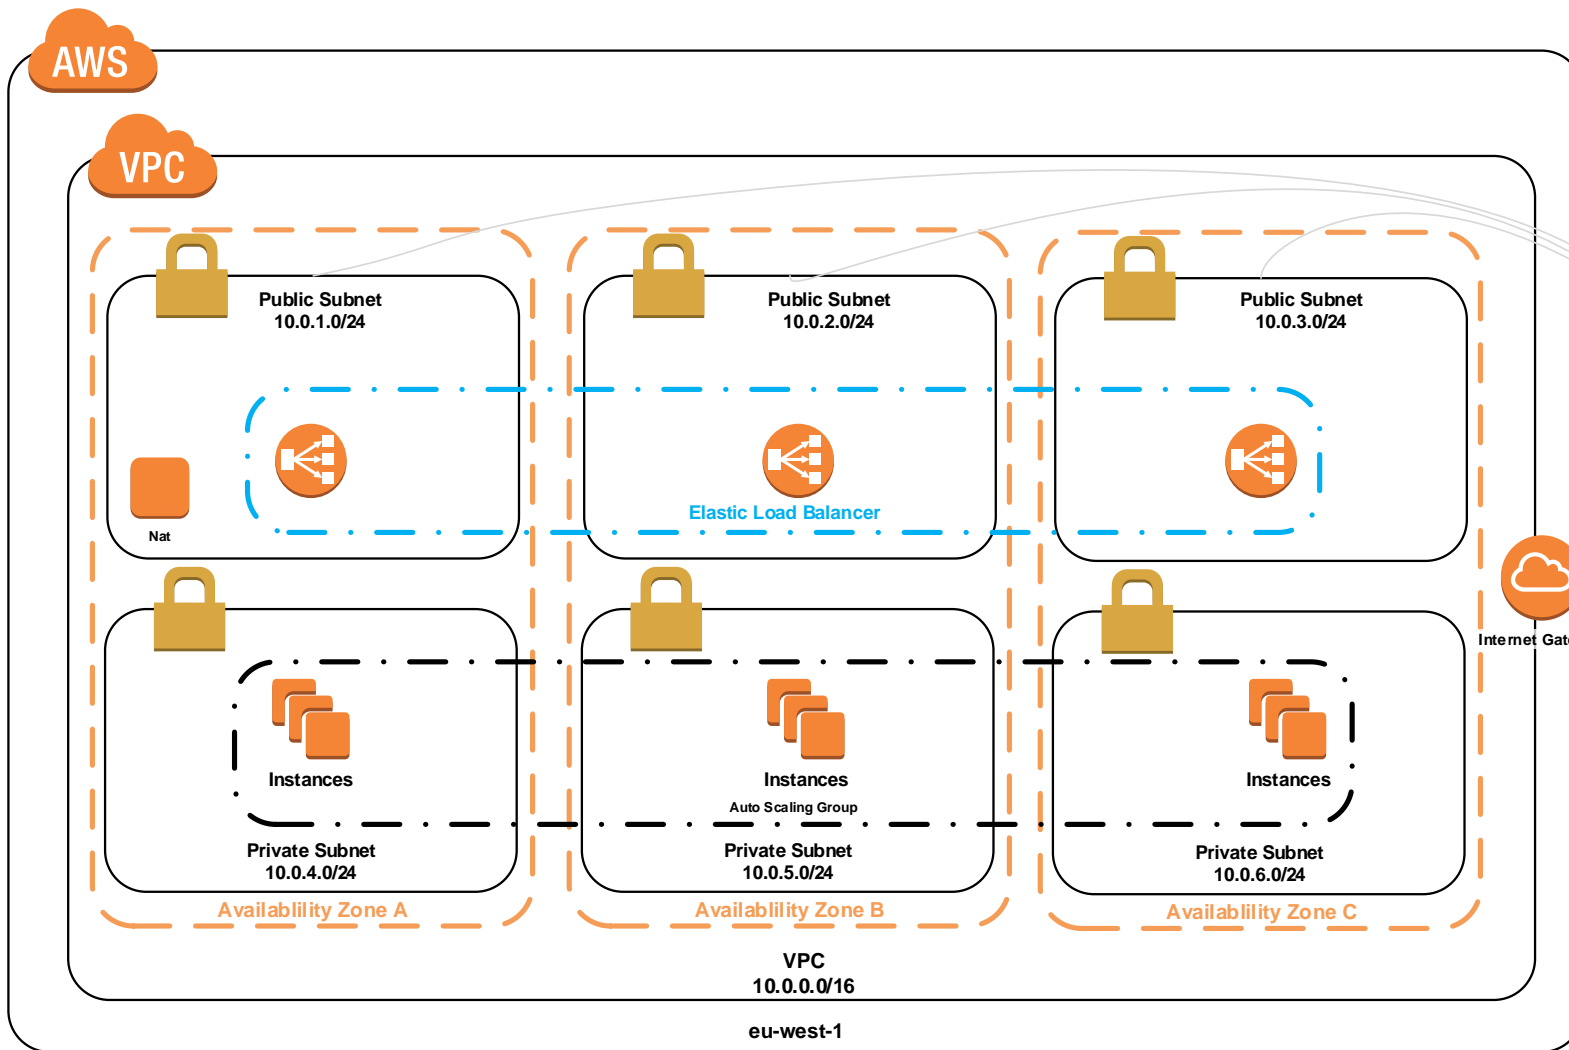 AWS
VPC
Public Subnet
10.0.1.0/24
Public Subnet
10.0.2.0/24
Public Subnet
10.0.3.0/24
Elastic Load Balancer
Nat
Internet Gat
Instances
Instances
Instances
Auto Scaling Group
Private Subnet
10.0.4.0/24
Private Subnet
10.0.5.0/24
Private Subnet
10.0.6.0/24
Availablility Zone A
Availablility Zone B
Availablility Zone C
VPC
10.0.0.0/16
eu-west-1